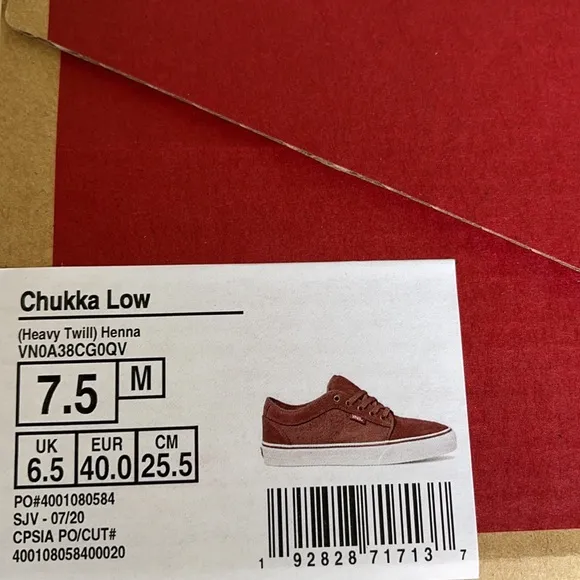 Chukka Low
(Heavy Twill) Henna
VN0A38CG0QV
7.5 M
UK EUR CM
6.5 40.0 25.5
PO#4001080584
SJV - 07/20
CPSIA PO/CUT#
400108058400020
1 92828 71713 7